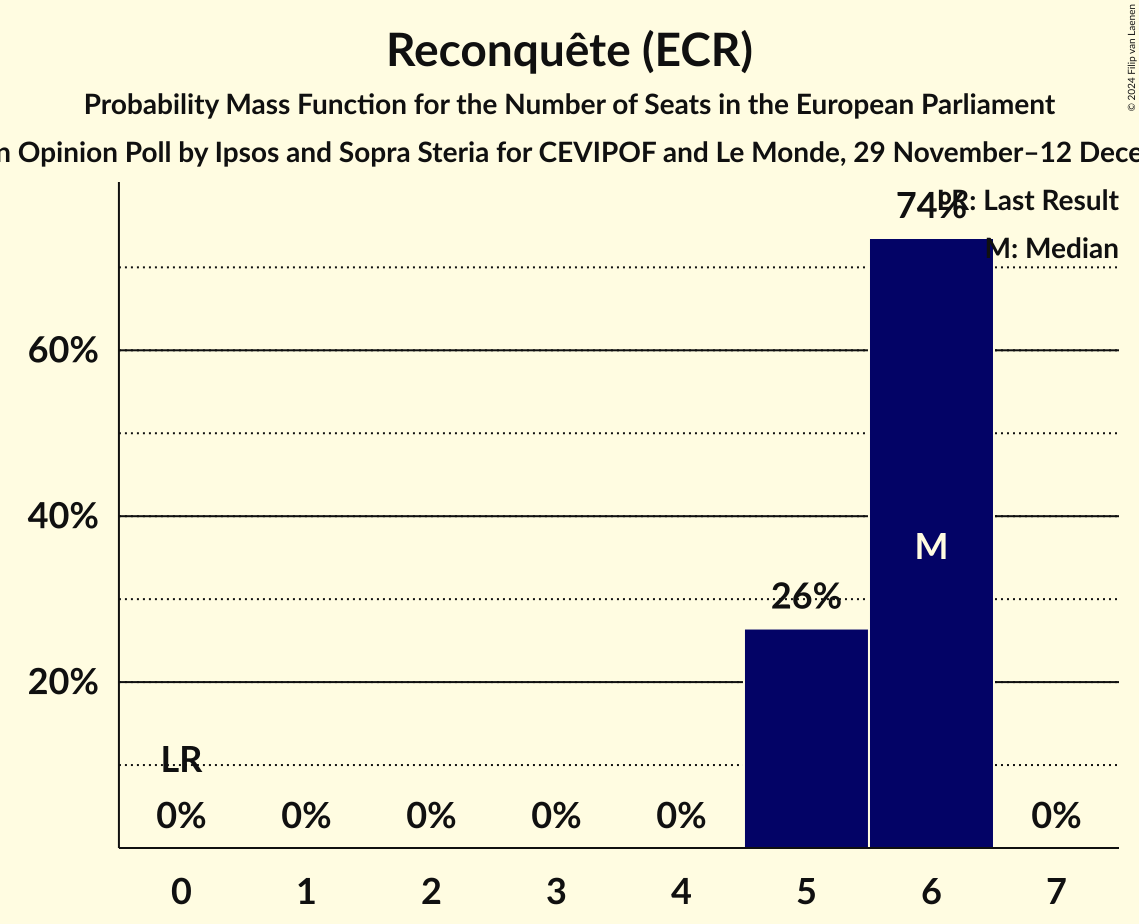 Reconquête (ECR)
Probability Mass Function for the Number of Seats in the European Parliament
n Opinion Poll by Ipsos and Sopra Steria for CEVIPOF and Le Monde, 29 November–12 Dece
© 2024 Filip van Laenen
LR: Last Result
M: Median
74%
60%
40%
M
26%
20%
LR
0% 0% 0% 0% 0% 0%
0 1 2 3 4 5 6 7